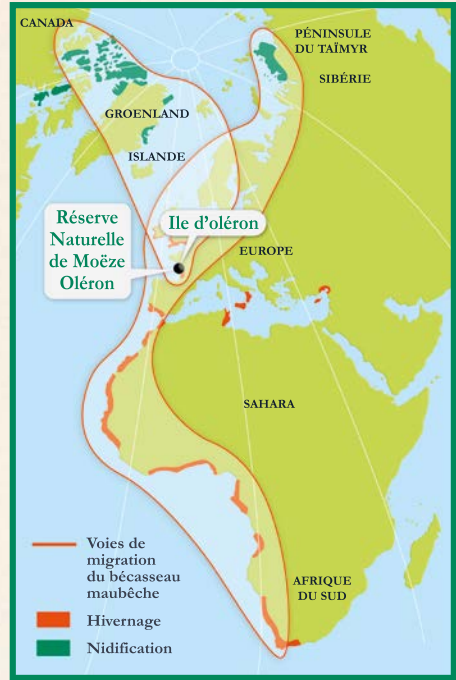 CANADA
PÉNINSULE
DU TAÏMYR
SIBÉRIE
GROENLAND
ISLANDE
Réserve
Naturelle
de Moëze
Oléron
Ile d'oléron
EUROPE
SAHARA
AFRIQUE
DU SUD
Voies de
migration
du bécasseau
maubêche
Hivernage
Nidification